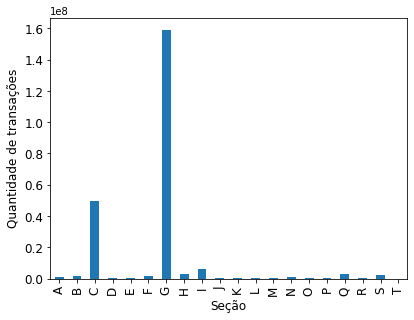 1e8
1.6
1.4
1.2
1.0
0.8
0.6
0.4
0.2
0.0
Quantidade de transações
A B C D E F G H I J K L M N O P Q R S T
Seção